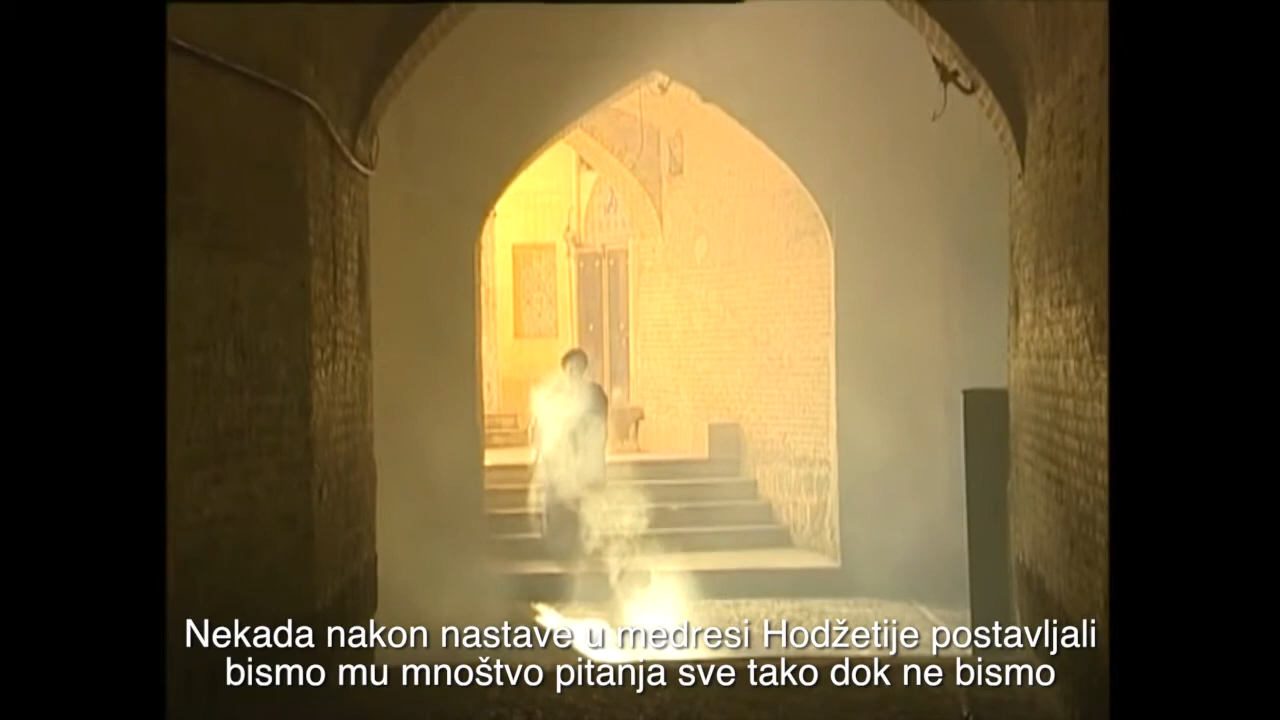 Nekada nakon nastave u medresi Hodžetije postavljali
bismo mu mnoštvo pitanja sve tako dok ne bismo